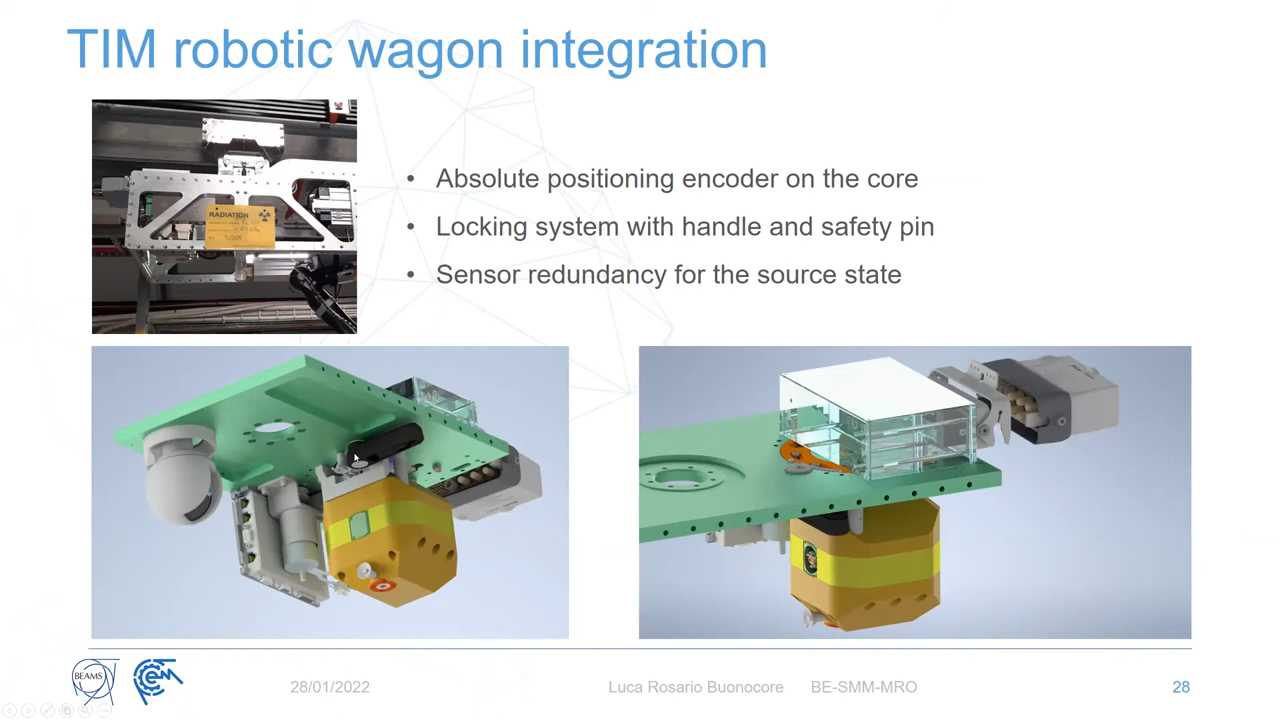 TIM robotic wagon integration
RADIATION
• Absolute positioning encoder on the core
• Locking system with handle and safety pin
• Sensor redundancy for the source state
BEAMS
28/01/2022
Luca Rosario Buonocore BE-SMM-MRO
28